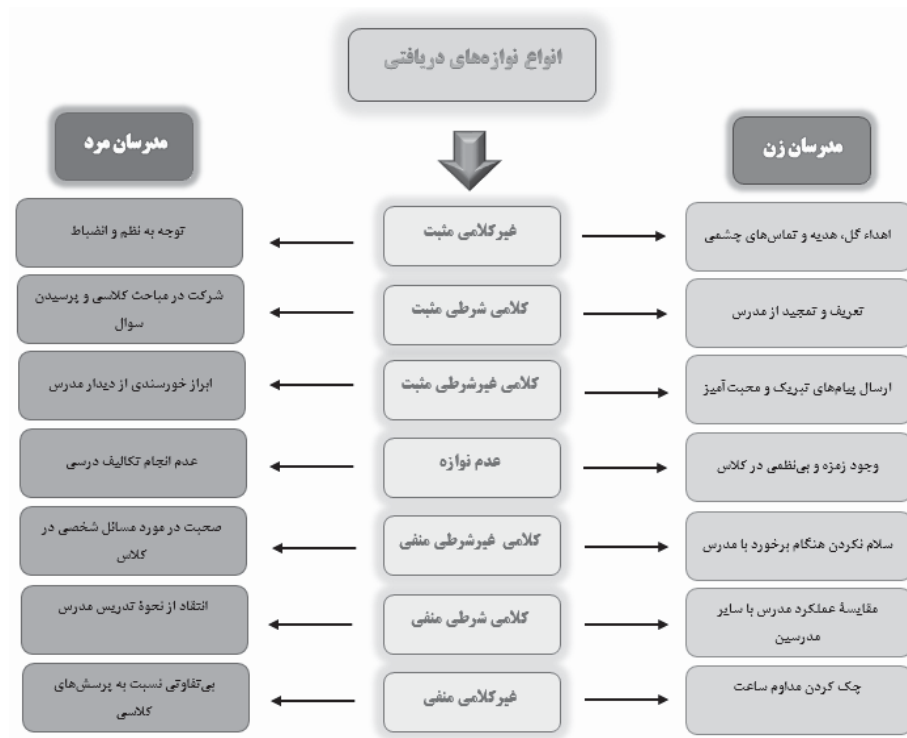 انواع نوازه‌های دریافتی
مدرسان زن
مدرسان مرد
اهداء گل، هدیه و تماس‌های چشمی
غیرکلامی مثبت
توجه به نظم و انضباط
تعریف و تمجید از مدرس
کلامی شرطی مثبت
شرکت در مباحث کلاسی و پرسیدن
سوال
ارسال پیام‌های تبریک و محبت‌آمیز
کلامی غیرشرطی مثبت
ابراز خورسندی از دیدار مدرس
وجود زمزه و بی‌نظمی در کلاس
عدم نوازه
عدم انجام تکالیف درسی
سلام نکردن هنگام برخورد با مدرس
کلامی غیرشرطی منفی
صحبت در مورد مسائل شخصی در
کلاس
مقایسهٔ عملکرد مدرس با سایر
مدرسین
کلامی شرطی منفی
انتقاد از نحوهٔ تدریس مدرس
چک کردن مداوم ساعت
غیرکلامی منفی
بی‌تفاوتی نسبت به پرسش‌های
کلاسی